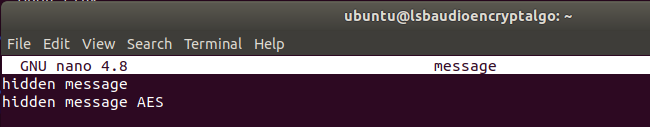 ubuntu@lsbaudioencryptalgo: ~
File Edit View Search Terminal Help
GNU nano 4.8 message
hidden message
hidden message AES